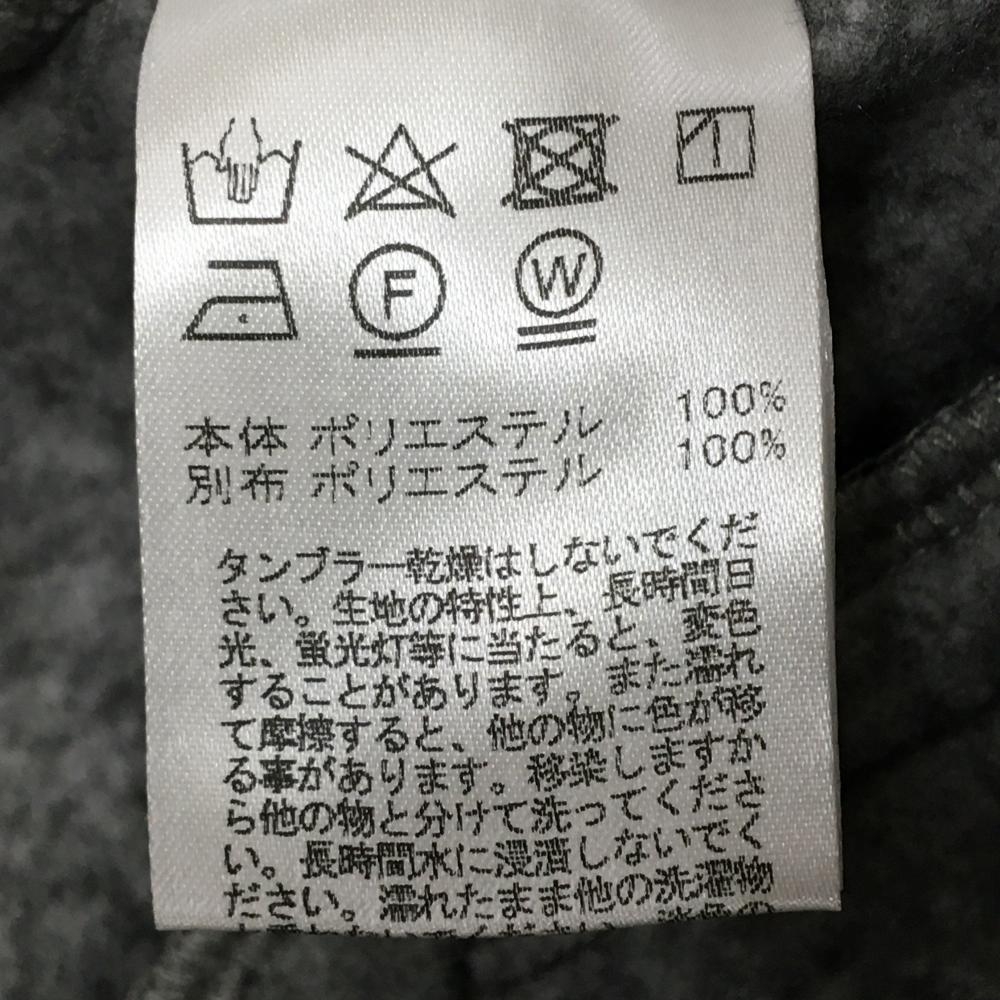 F W
本体 ポリエステル 100%
別布 ポリエステル 100%
タンブラー乾燥はしないでくだ
さい。生地の特性上、長時間日
光、蛍光灯等に当たると、変色
することがあります。また濡れ
て摩擦すると、他の物に色が移
る事があります。移染しますか
ら他の物と分けて洗ってくださ
い。長時間水に浸漬しないでく
ださい。濡れたまま他の洗濯物